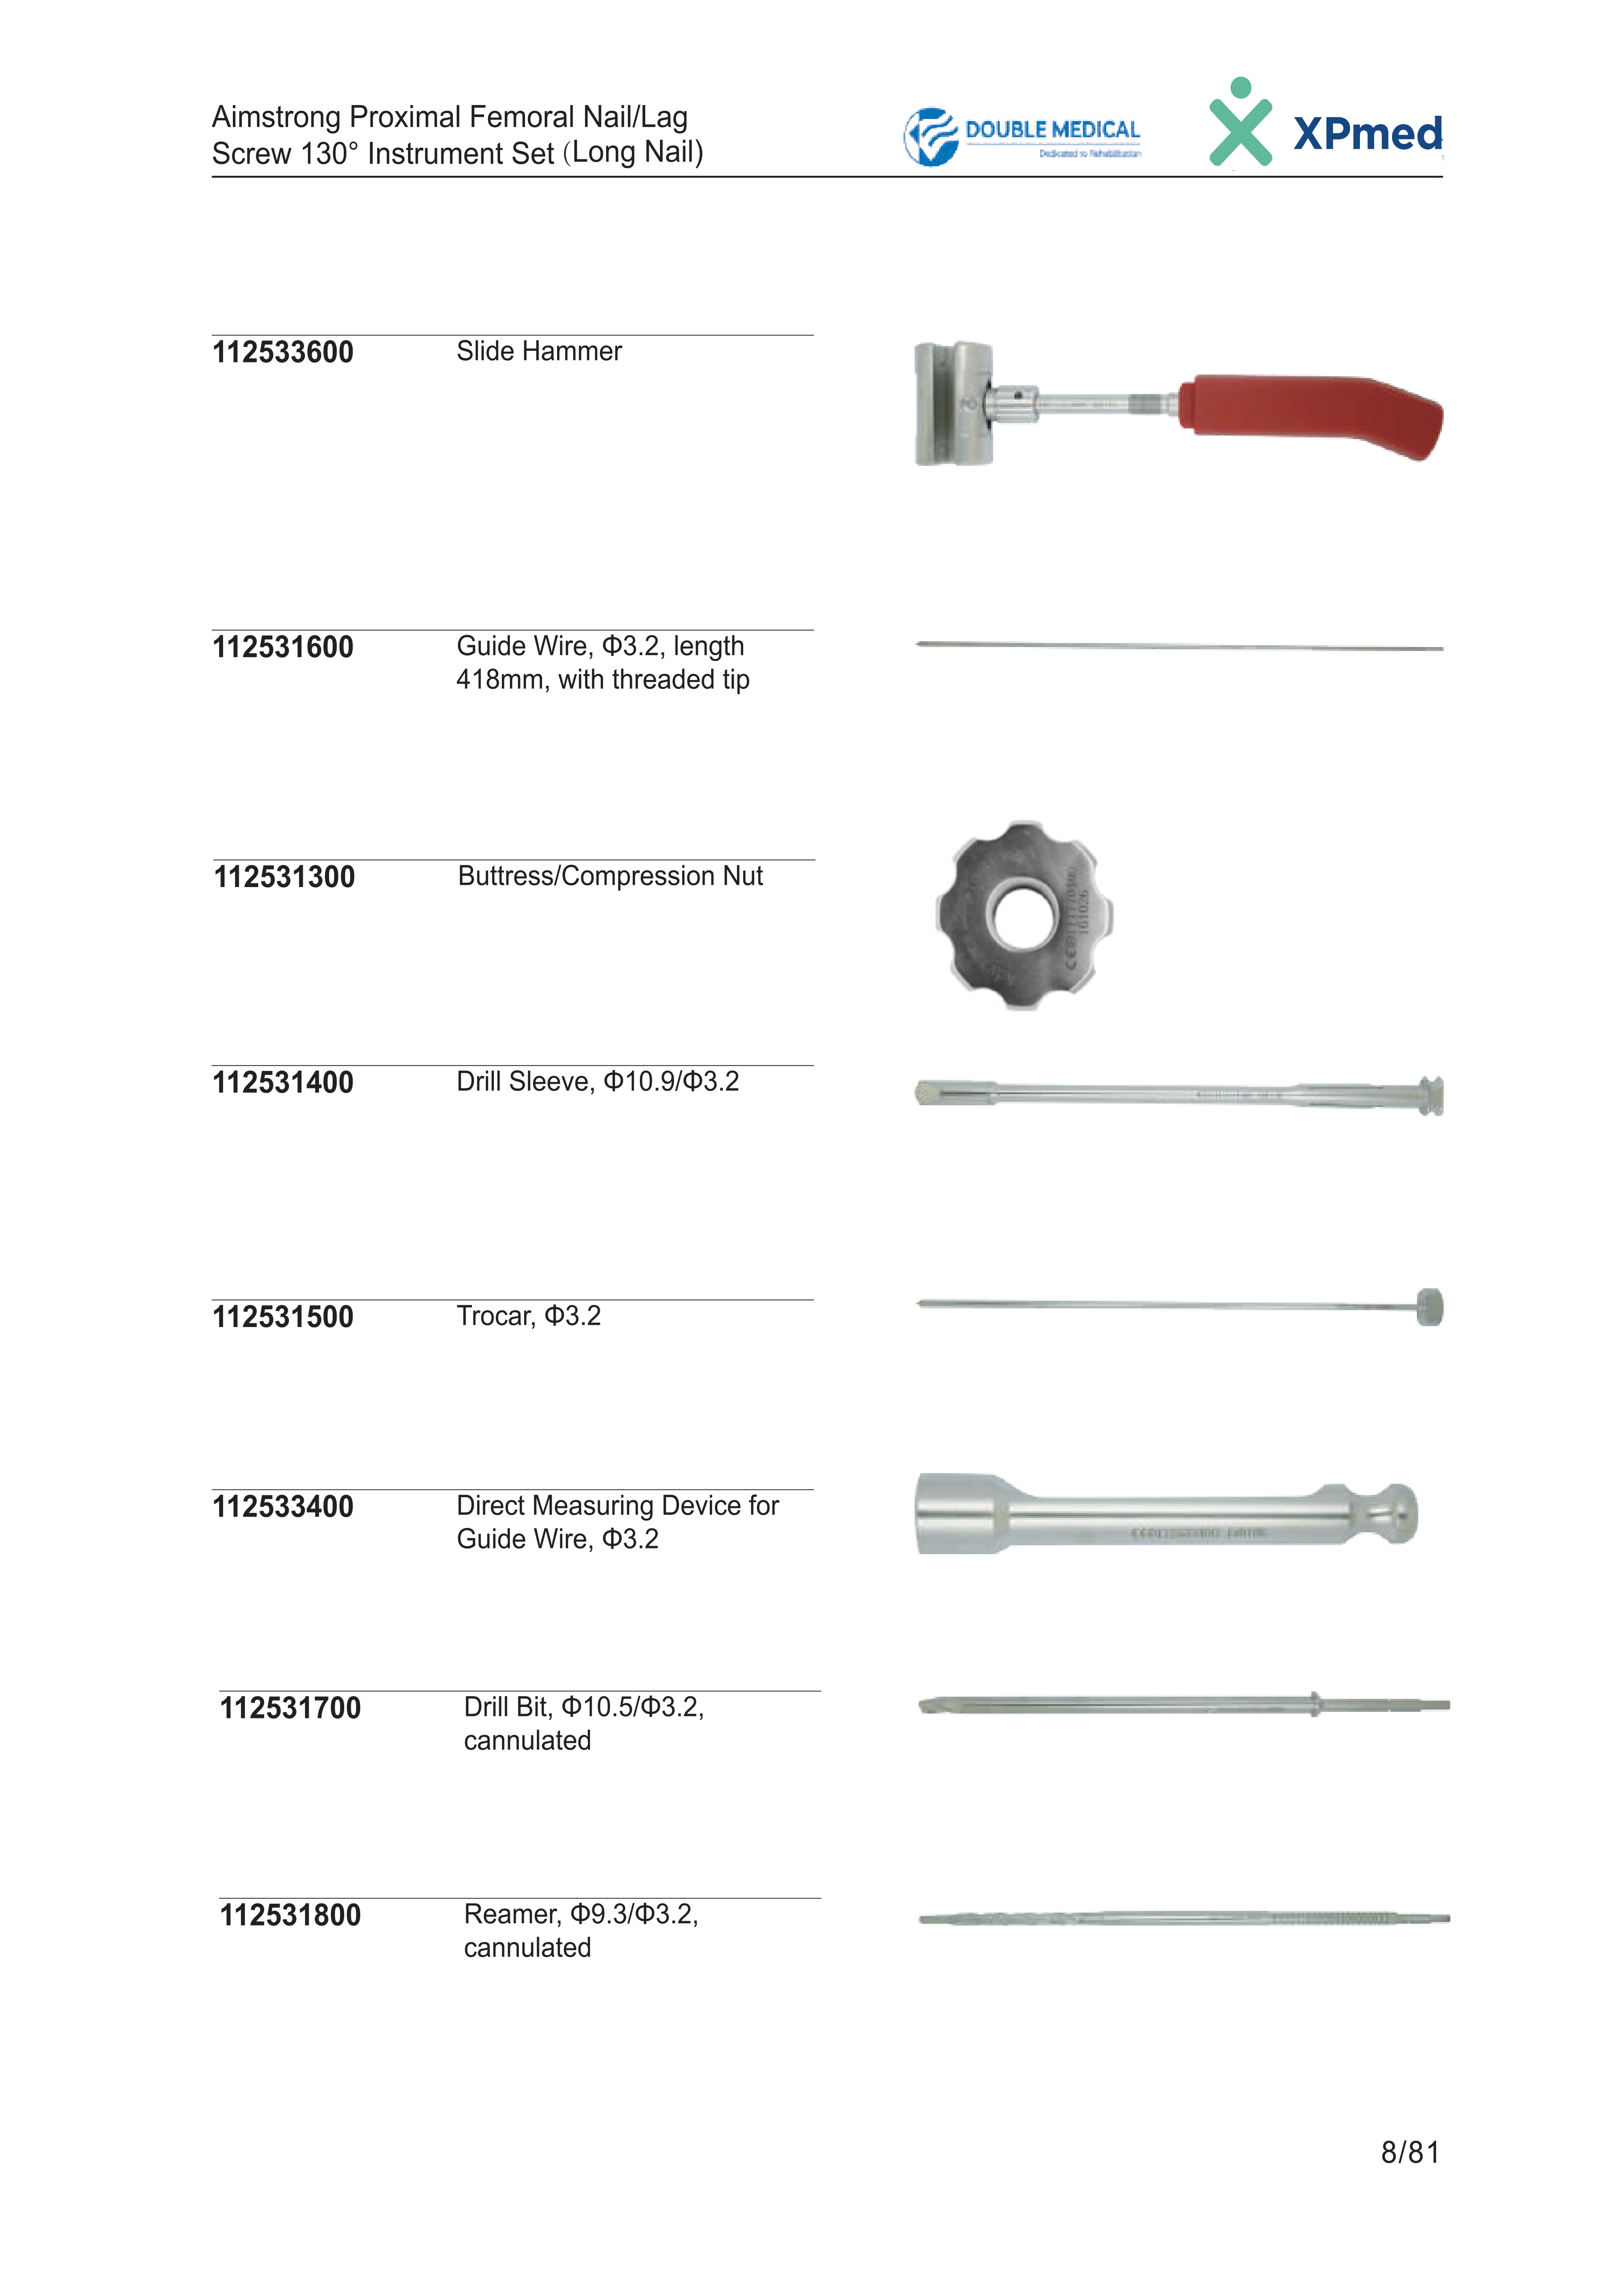 Aimstrong Proximal Femoral Nail/Lag
Screw 130° Instrument Set (Long Nail)
DOUBLE MEDICAL
Dedicated to Rehabilitation
XPmed
112533600 Slide Hammer
112531600 Guide Wire, Φ3.2, length
418mm, with threaded tip
112531300 Buttress/Compression Nut
112531400 Drill Sleeve, Φ10.9/Φ3.2
112531500 Trocar, Φ3.2
112533400 Direct Measuring Device for
Guide Wire, Φ3.2
112531700 Drill Bit, Φ10.5/Φ3.2,
cannulated
112531800 Reamer, Φ9.3/Φ3.2,
cannulated
8/81